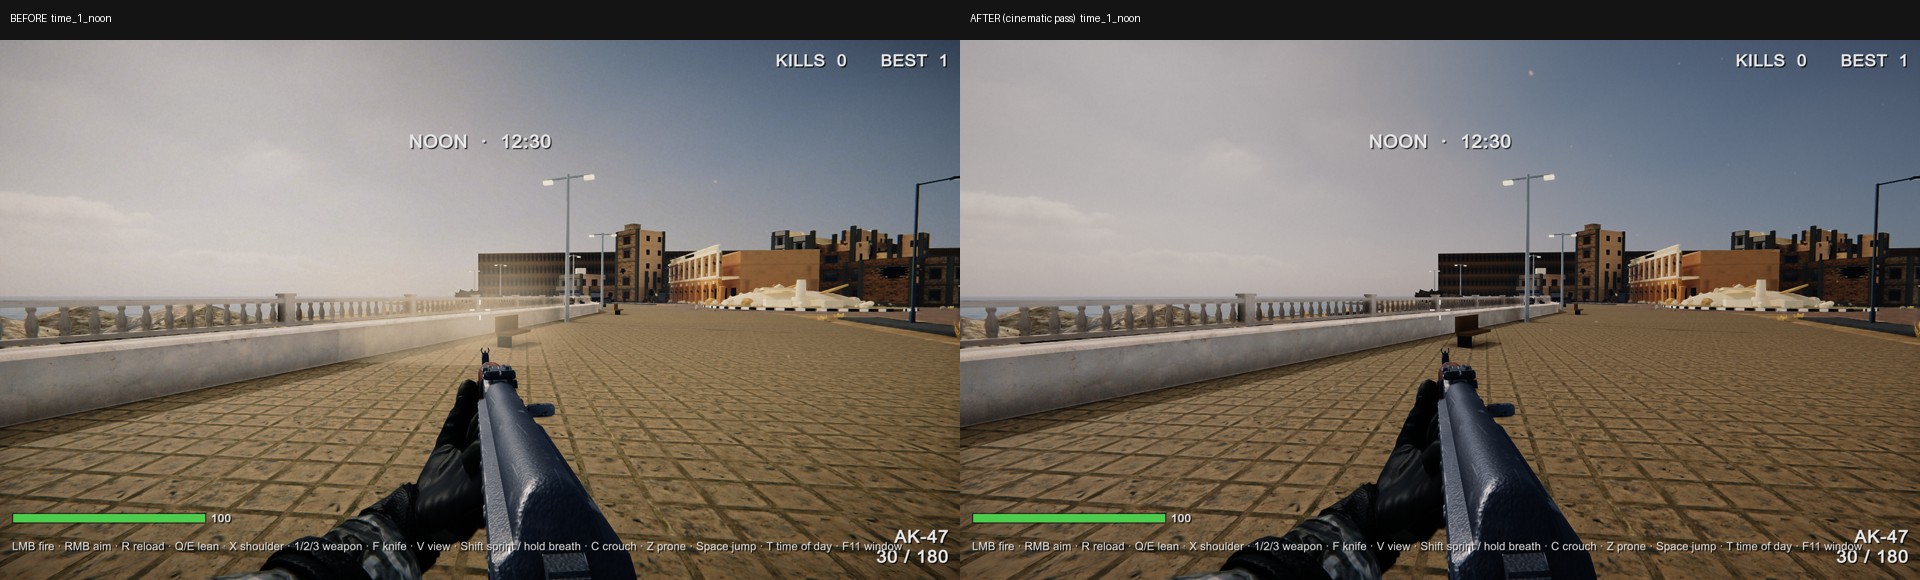 BEFORE time_1_noon
KILLS 0 BEST 1
NOON · 12:30
100
LMB fire · RMB aim · R reload · Q/E lean · X shoulder · 1/2/3 weapon · F knife · V view · Shift sprint / hold breath · C crouch · Z prone · Space jump · T time of day · F11 window
AK-47
30 / 180
AFTER (cinematic pass) time_1_noon
KILLS 0 BEST 1
NOON · 12:30
100
LMB fire · RMB aim · R reload · Q/E lean · X shoulder · 1/2/3 weapon · F knife · V view · Shift sprint / hold breath · C crouch · Z prone · Space jump · T time of day · F11 window
AK-47
30 / 180